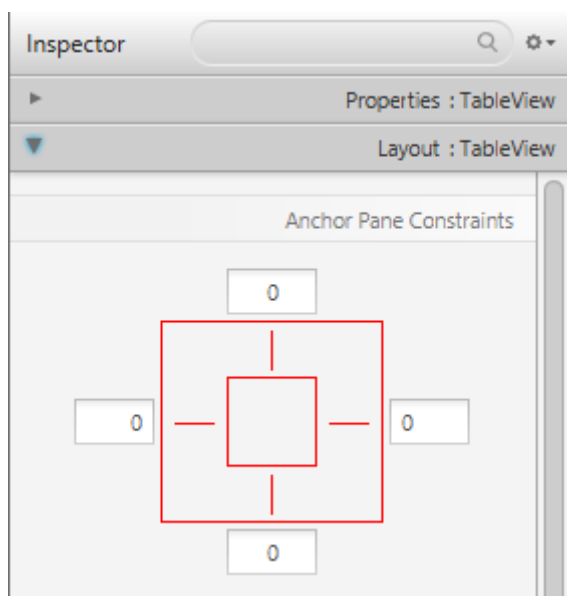 Inspector
Properties : TableView
Layout : TableView
Anchor Pane Constraints
0
0 0
0